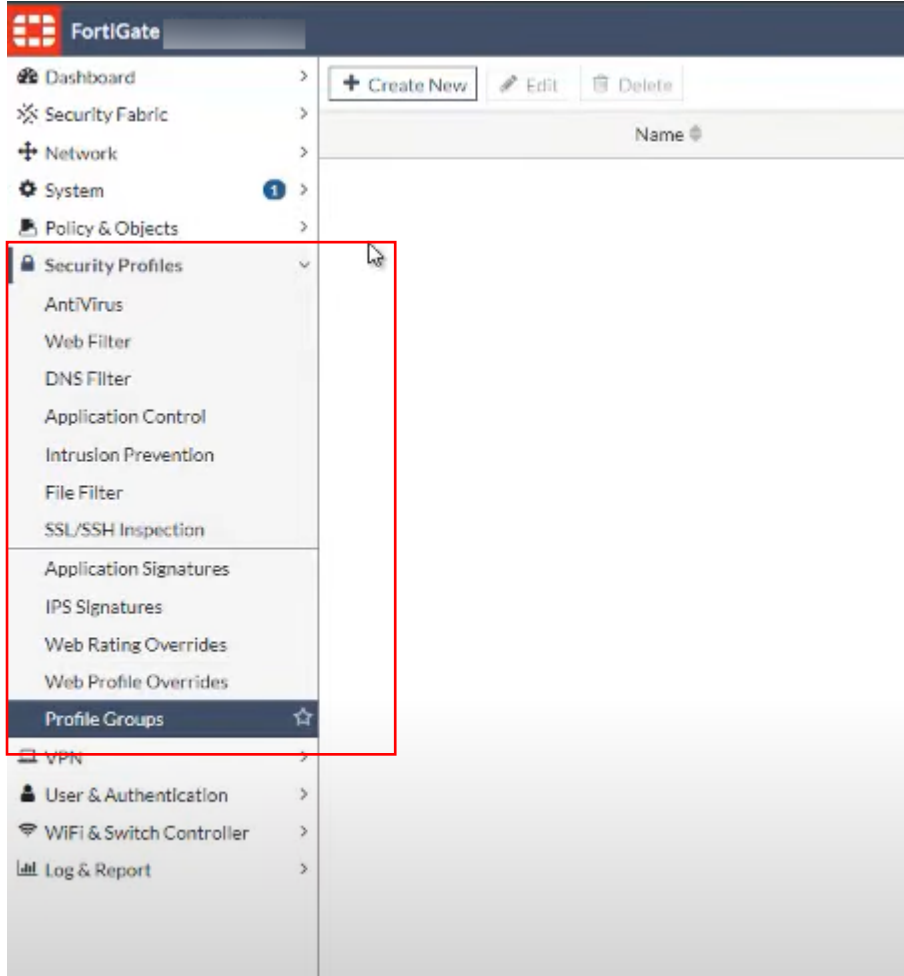 FortiGate
Dashboard
Security Fabric
Network
System 1
Policy & Objects
Security Profiles
AntiVirus
Web Filter
DNS Filter
Application Control
Intrusion Prevention
File Filter
SSL/SSH Inspection
Application Signatures
IPS Signatures
Web Rating Overrides
Web Profile Overrides
Profile Groups
VPN
User & Authentication
WiFi & Switch Controller
Log & Report
+ Create New Edit Delete
Name